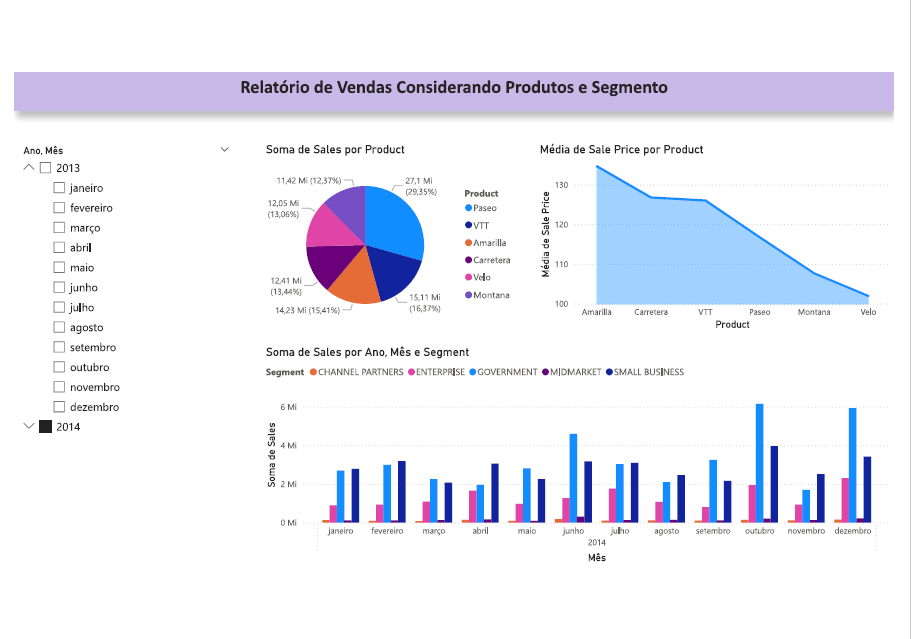 Relatório de Vendas Considerando Produtos e Segmento
Ano, Mês
2013
janeiro
fevereiro
março
abril
maio
junho
julho
agosto
setembro
outubro
novembro
dezembro
2014
Soma de Sales por Product
27,1 Mi
(29,35%)
15,11 Mi
(16,37%)
14,23 Mi (15,41%)
12,41 Mi
(13,44%)
12,05 Mi
(13,06%)
11,42 Mi (12,37%)
Product
Paseo
VTT
Amarilla
Carretera
Velo
Montana
Média de Sale Price por Product
Média de Sale Price
130
120
110
100
Amarilla Carretera VTT Paseo Montana Velo
Product
Soma de Sales por Ano, Mês e Segment
Segment CHANNEL PARTNERS ENTERPRISE GOVERNMENT MIDMARKET SMALL BUSINESS
Soma de Sales
6 Mi
4 Mi
2 Mi
0 Mi
janeiro fevereiro março abril maio junho julho agosto setembro outubro novembro dezembro
2014
Mês